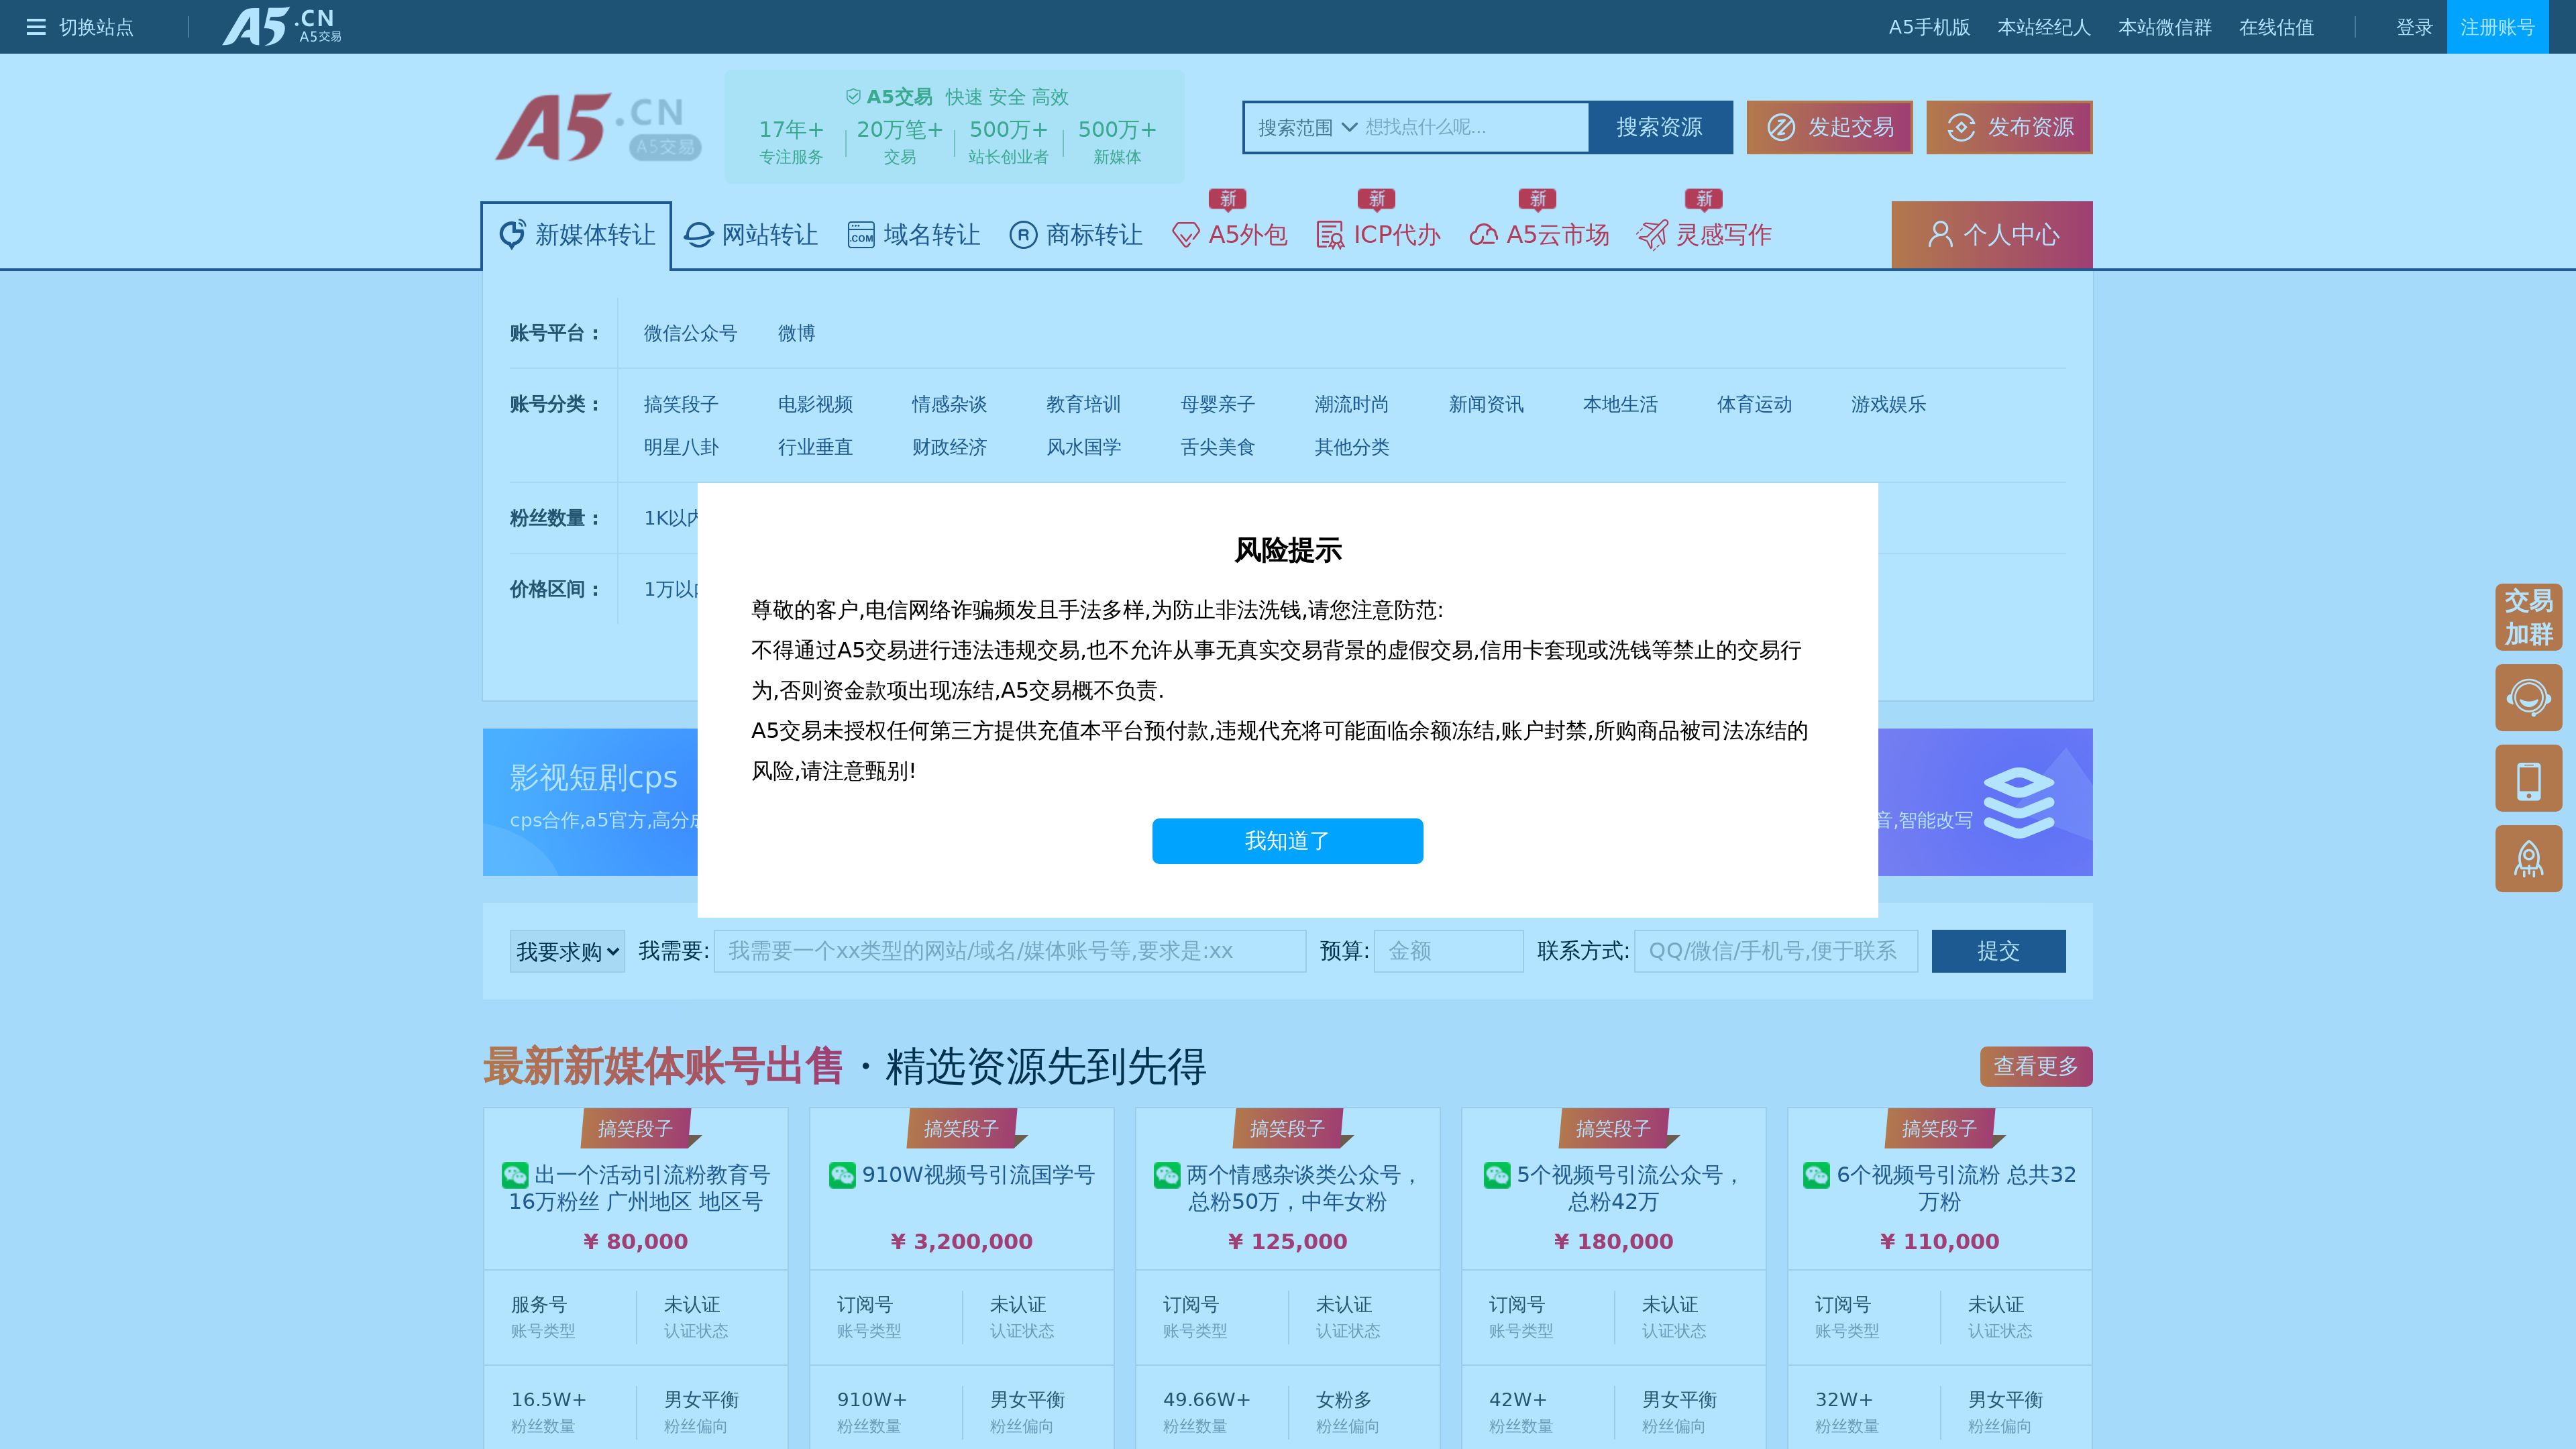 切换站点
A5.CN
A5交易
A5手机版 本站经纪人 本站微信群 在线估值 登录 注册账号
A5.CN
A5交易
A5交易 快速 安全 高效
17年+ 20万笔+ 500万+ 500万+
专注服务 交易 站长创业者 新媒体
搜索范围 想找点什么呢... 搜索资源 发起交易 发布资源
新 新 新 新
新媒体转让 网站转让 域名转让 商标转让 A5外包 ICP代办 A5云市场 灵感写作 个人中心
账号平台： 微信公众号 微博
账号分类： 搞笑段子 电影视频 情感杂谈 教育培训 母婴亲子 潮流时尚 新闻资讯 本地生活 体育运动 游戏娱乐
明星八卦 行业垂直 财政经济 风水国学 舌尖美食 其他分类
粉丝数量： 1K以内
价格区间： 1万以内
风险提示
尊敬的客户,电信网络诈骗频发且手法多样,为防止非法洗钱,请您注意防范:
不得通过A5交易进行违法违规交易,也不允许从事无真实交易背景的虚假交易,信用卡套现或洗钱等禁止的交易行
为,否则资金款项出现冻结,A5交易概不负责.
A5交易未授权任何第三方提供充值本平台预付款,违规代充将可能面临余额冻结,账户封禁,所购商品被司法冻结的
风险,请注意甄别!
我知道了
交易
加群
影视短剧cps
cps合作,a5官方,高分成
音,智能改写
我要求购 我需要: 我需要一个xx类型的网站/域名/媒体账号等,要求是:xx 预算: 金额 联系方式: QQ/微信/手机号,便于联系 提交
最新新媒体账号出售 · 精选资源先到先得 查看更多
搞笑段子 搞笑段子 搞笑段子 搞笑段子 搞笑段子
出一个活动引流粉教育号 910W视频号引流国学号 两个情感杂谈类公众号， 5个视频号引流公众号， 6个视频号引流粉 总共32
16万粉丝 广州地区 地区号 总粉50万，中年女粉 总粉42万 万粉
¥ 80,000 ¥ 3,200,000 ¥ 125,000 ¥ 180,000 ¥ 110,000
服务号 未认证 订阅号 未认证 订阅号 未认证 订阅号 未认证 订阅号 未认证
账号类型 认证状态 账号类型 认证状态 账号类型 认证状态 账号类型 认证状态 账号类型 认证状态
16.5W+ 男女平衡 910W+ 男女平衡 49.66W+ 女粉多 42W+ 男女平衡 32W+ 男女平衡
粉丝数量 粉丝偏向 粉丝数量 粉丝偏向 粉丝数量 粉丝偏向 粉丝数量 粉丝偏向 粉丝数量 粉丝偏向